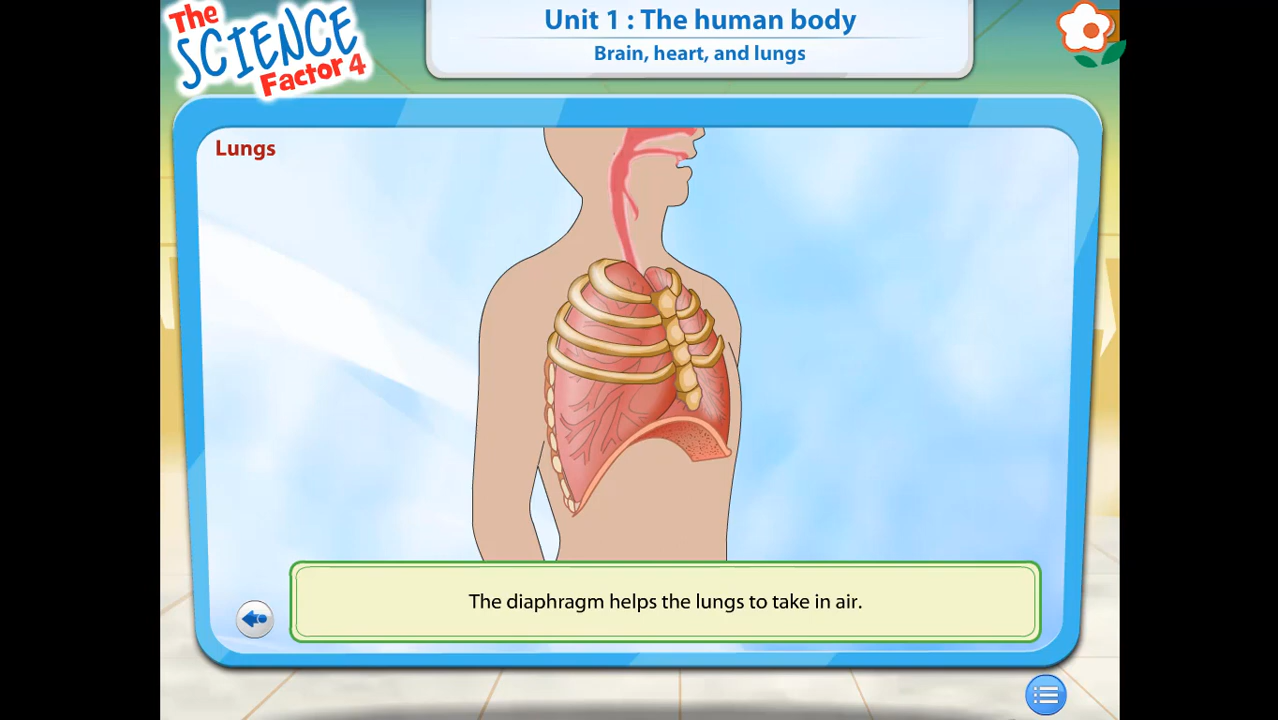 The
SCIENCE
Factor 4
Unit 1 : The human body
Brain, heart, and lungs
Lungs
The diaphragm helps the lungs to take in air.